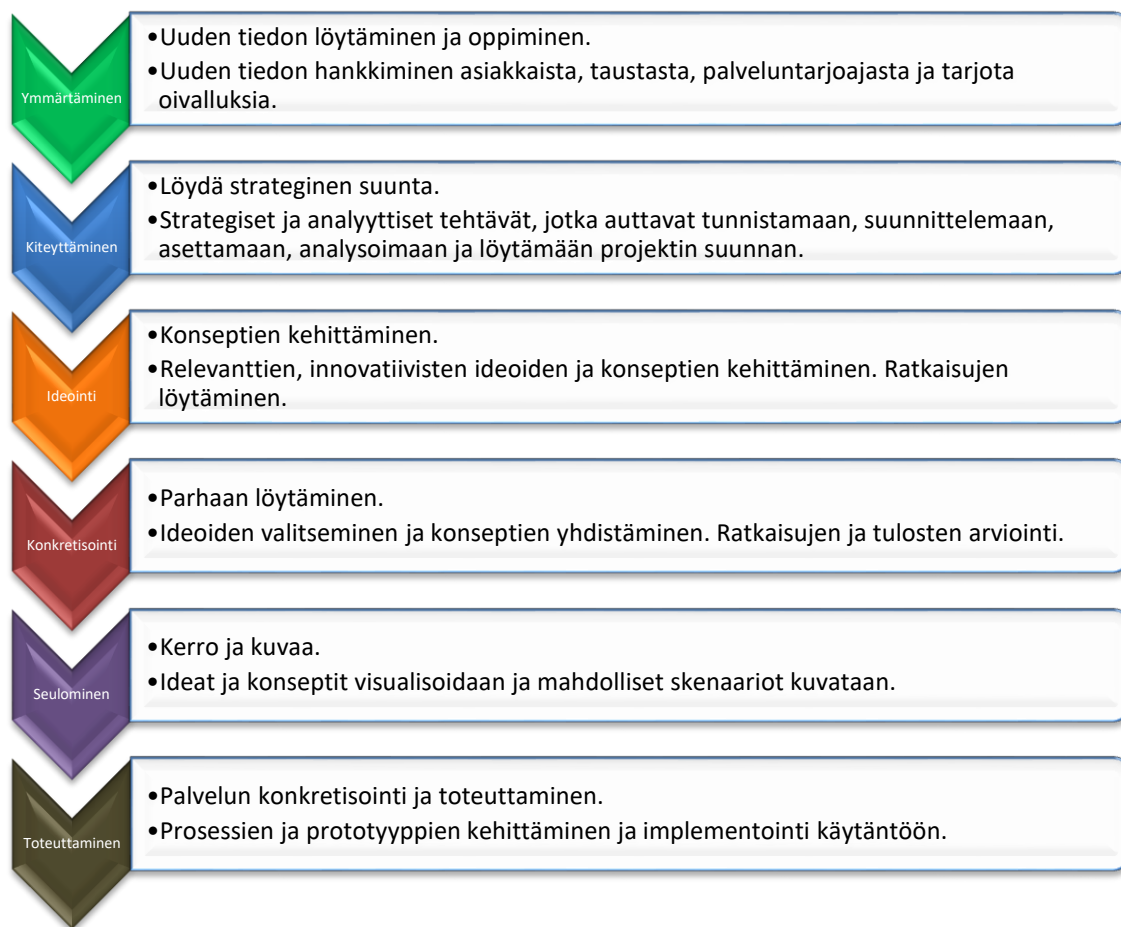 Ymmärtäminen
•Uuden tiedon löytäminen ja oppiminen.
•Uuden tiedon hankkiminen asiakkaista, taustasta, palveluntarjoajasta ja tarjota
oivalluksia.
Kiteyttäminen
•Löydä strateginen suunta.
•Strategiset ja analyyttiset tehtävät, jotka auttavat tunnistamaan, suunnittelemaan,
asettamaan, analysoimaan ja löytämään projektin suunnan.
Ideointi
•Konseptien kehittäminen.
•Relevanttien, innovatiivisten ideoiden ja konseptien kehittäminen. Ratkaisujen
löytäminen.
Konkretisointi
•Parhaan löytäminen.
•Ideoiden valitseminen ja konseptien yhdistäminen. Ratkaisujen ja tulosten arviointi.
Seulominen
•Kerro ja kuvaa.
•Ideat ja konseptit visualisoidaan ja mahdolliset skenaariot kuvataan.
Toteuttaminen
•Palvelun konkretisointi ja toteuttaminen.
•Prosessien ja prototyyppien kehittäminen ja implementointi käytäntöön.